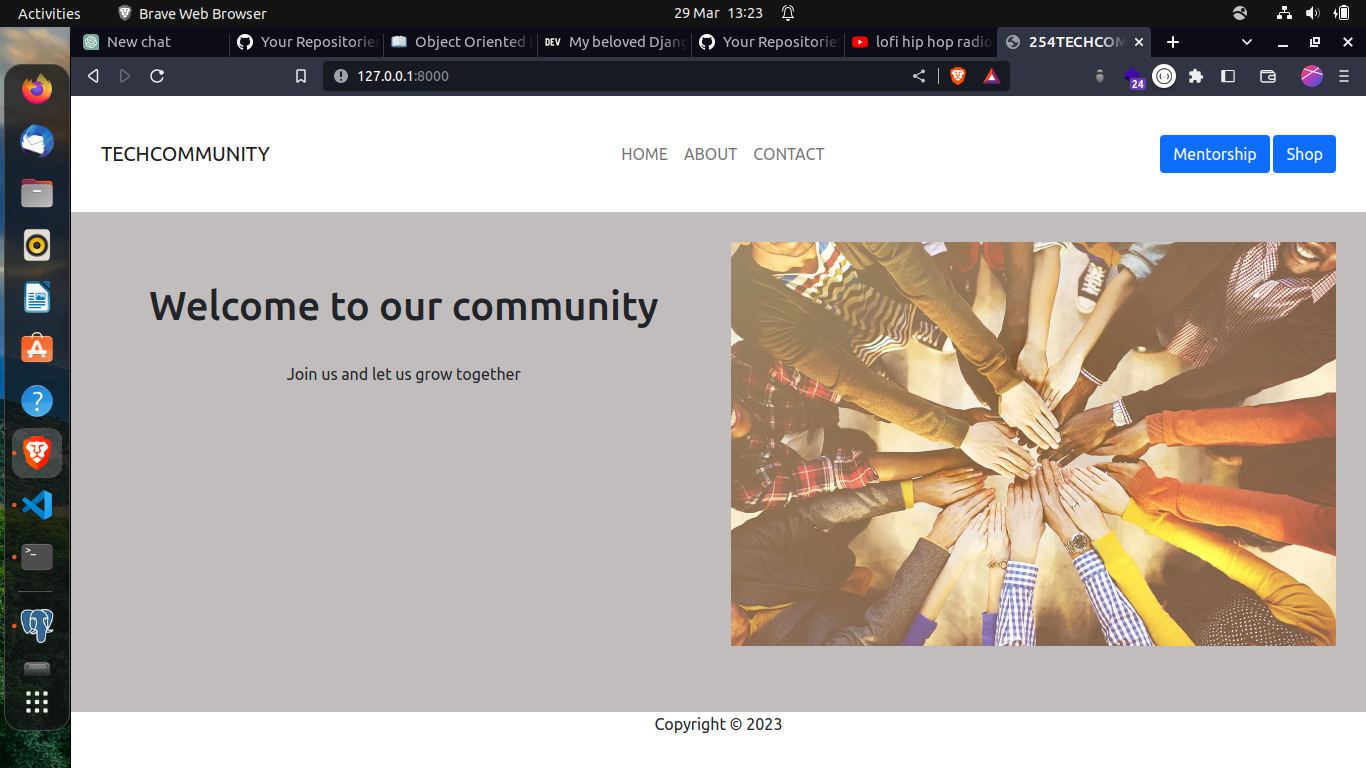 Activities Brave Web Browser 29 Mar 13:23
New chat Your Repositories Object Oriented DEV My beloved Djang Your Repositories lofi hip hop radio 254TECHCOM
127.0.0.1:8000 24
TECHCOMMUNITY HOME ABOUT CONTACT Mentorship Shop
Welcome to our community
Join us and let us grow together
Copyright © 2023